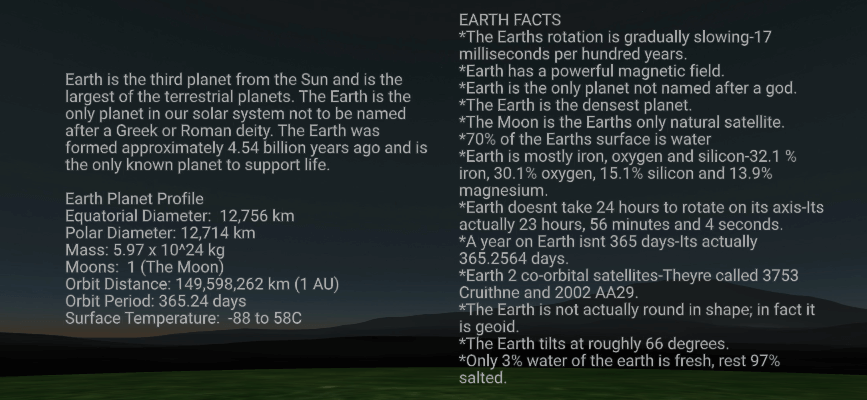 Earth is the third planet from the Sun and is the
largest of the terrestrial planets. The Earth is the
only planet in our solar system not to be named
after a Greek or Roman deity. The Earth was
formed approximately 4.54 billion years ago and is
the only known planet to support life.
Earth Planet Profile
Equatorial Diameter:  12,756 km
Polar Diameter: 12,714 km
Mass: 5.97 x 10^24 kg
Moons:  1 (The Moon)
Orbit Distance: 149,598,262 km (1 AU)
Orbit Period: 365.24 days
Surface Temperature:  -88 to 58C
EARTH FACTS
*The Earths rotation is gradually slowing-17
milliseconds per hundred years.
*Earth has a powerful magnetic field.
*Earth is the only planet not named after a god.
*The Earth is the densest planet.
*The Moon is the Earths only natural satellite.
*70% of the Earths surface is water
*Earth is mostly iron, oxygen and silicon-32.1 %
iron, 30.1% oxygen, 15.1% silicon and 13.9%
magnesium.
*Earth doesnt take 24 hours to rotate on its axis-Its
actually 23 hours, 56 minutes and 4 seconds.
*A year on Earth isnt 365 days-Its actually
365.2564 days.
*Earth 2 co-orbital satellites-Theyre called 3753
Cruithne and 2002 AA29.
*The Earth is not actually round in shape; in fact it
is geoid.
*The Earth tilts at roughly 66 degrees.
*Only 3% water of the earth is fresh, rest 97%
salted.